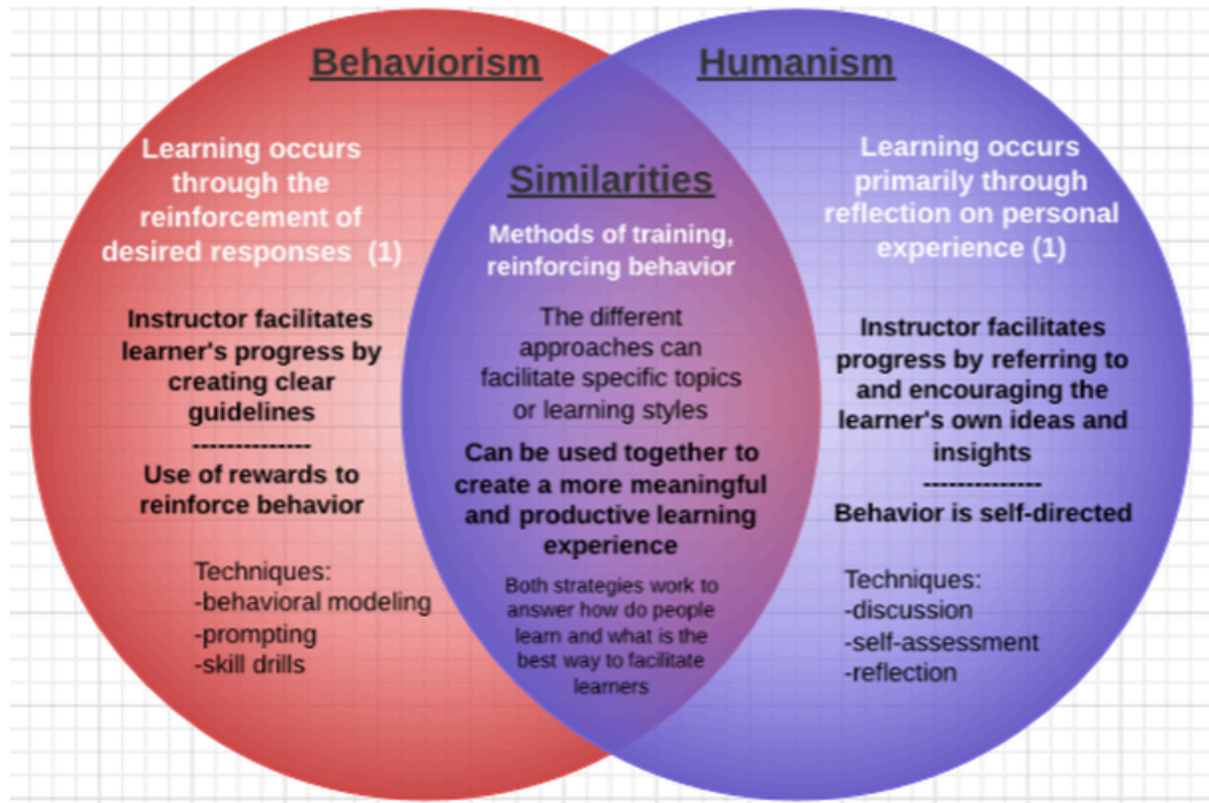 Behaviorism
Learning occurs
through the
reinforcement of
desired responses (1)
Instructor facilitates
learner's progress by
creating clear
guidelines
--------------
Use of rewards to
reinforce behavior
Techniques:
-behavioral modeling
-prompting
-skill drills
Similarities
Methods of training,
reinforcing behavior
The different
approaches can
facilitate specific topics
or learning styles
Can be used together to
create a more meaningful
and productive learning
experience
Both strategies work to
answer how do people
learn and what is the
best way to facilitate
learners
Humanism
Learning occurs
primarily through
reflection on personal
experience (1)
Instructor facilitates
progress by referring to
and encouraging the
learner's own ideas and
insights
--------------
Behavior is self-directed
Techniques:
-discussion
-self-assessment
-reflection